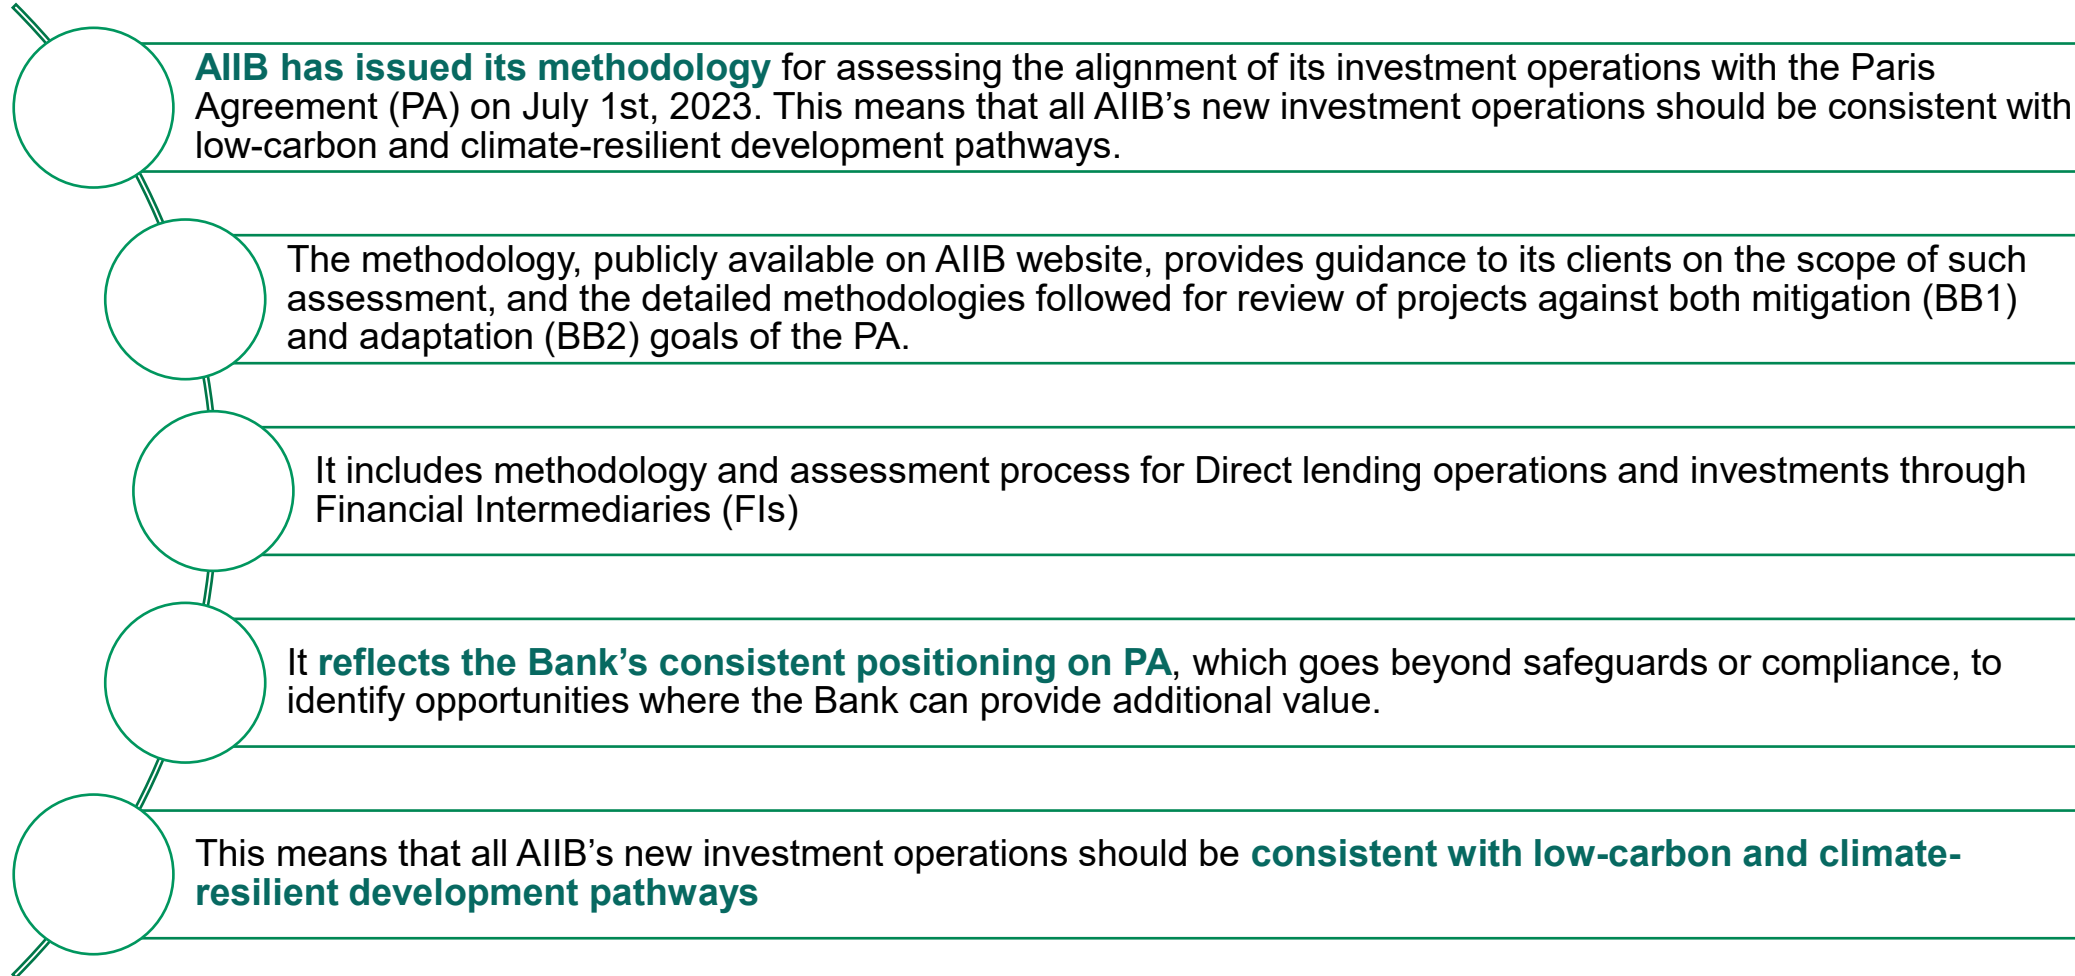 AIIB has issued its methodology for assessing the alignment of its investment operations with the Paris
Agreement (PA) on July 1st, 2023. This means that all AIIB’s new investment operations should be consistent with
low-carbon and climate-resilient development pathways.
The methodology, publicly available on AIIB website, provides guidance to its clients on the scope of such
assessment, and the detailed methodologies followed for review of projects against both mitigation (BB1)
and adaptation (BB2) goals of the PA.
It includes methodology and assessment process for Direct lending operations and investments through
Financial Intermediaries (FIs)
It reflects the Bank’s consistent positioning on PA, which goes beyond safeguards or compliance, to
identify opportunities where the Bank can provide additional value.
This means that all AIIB’s new investment operations should be consistent with low-carbon and climate-
resilient development pathways